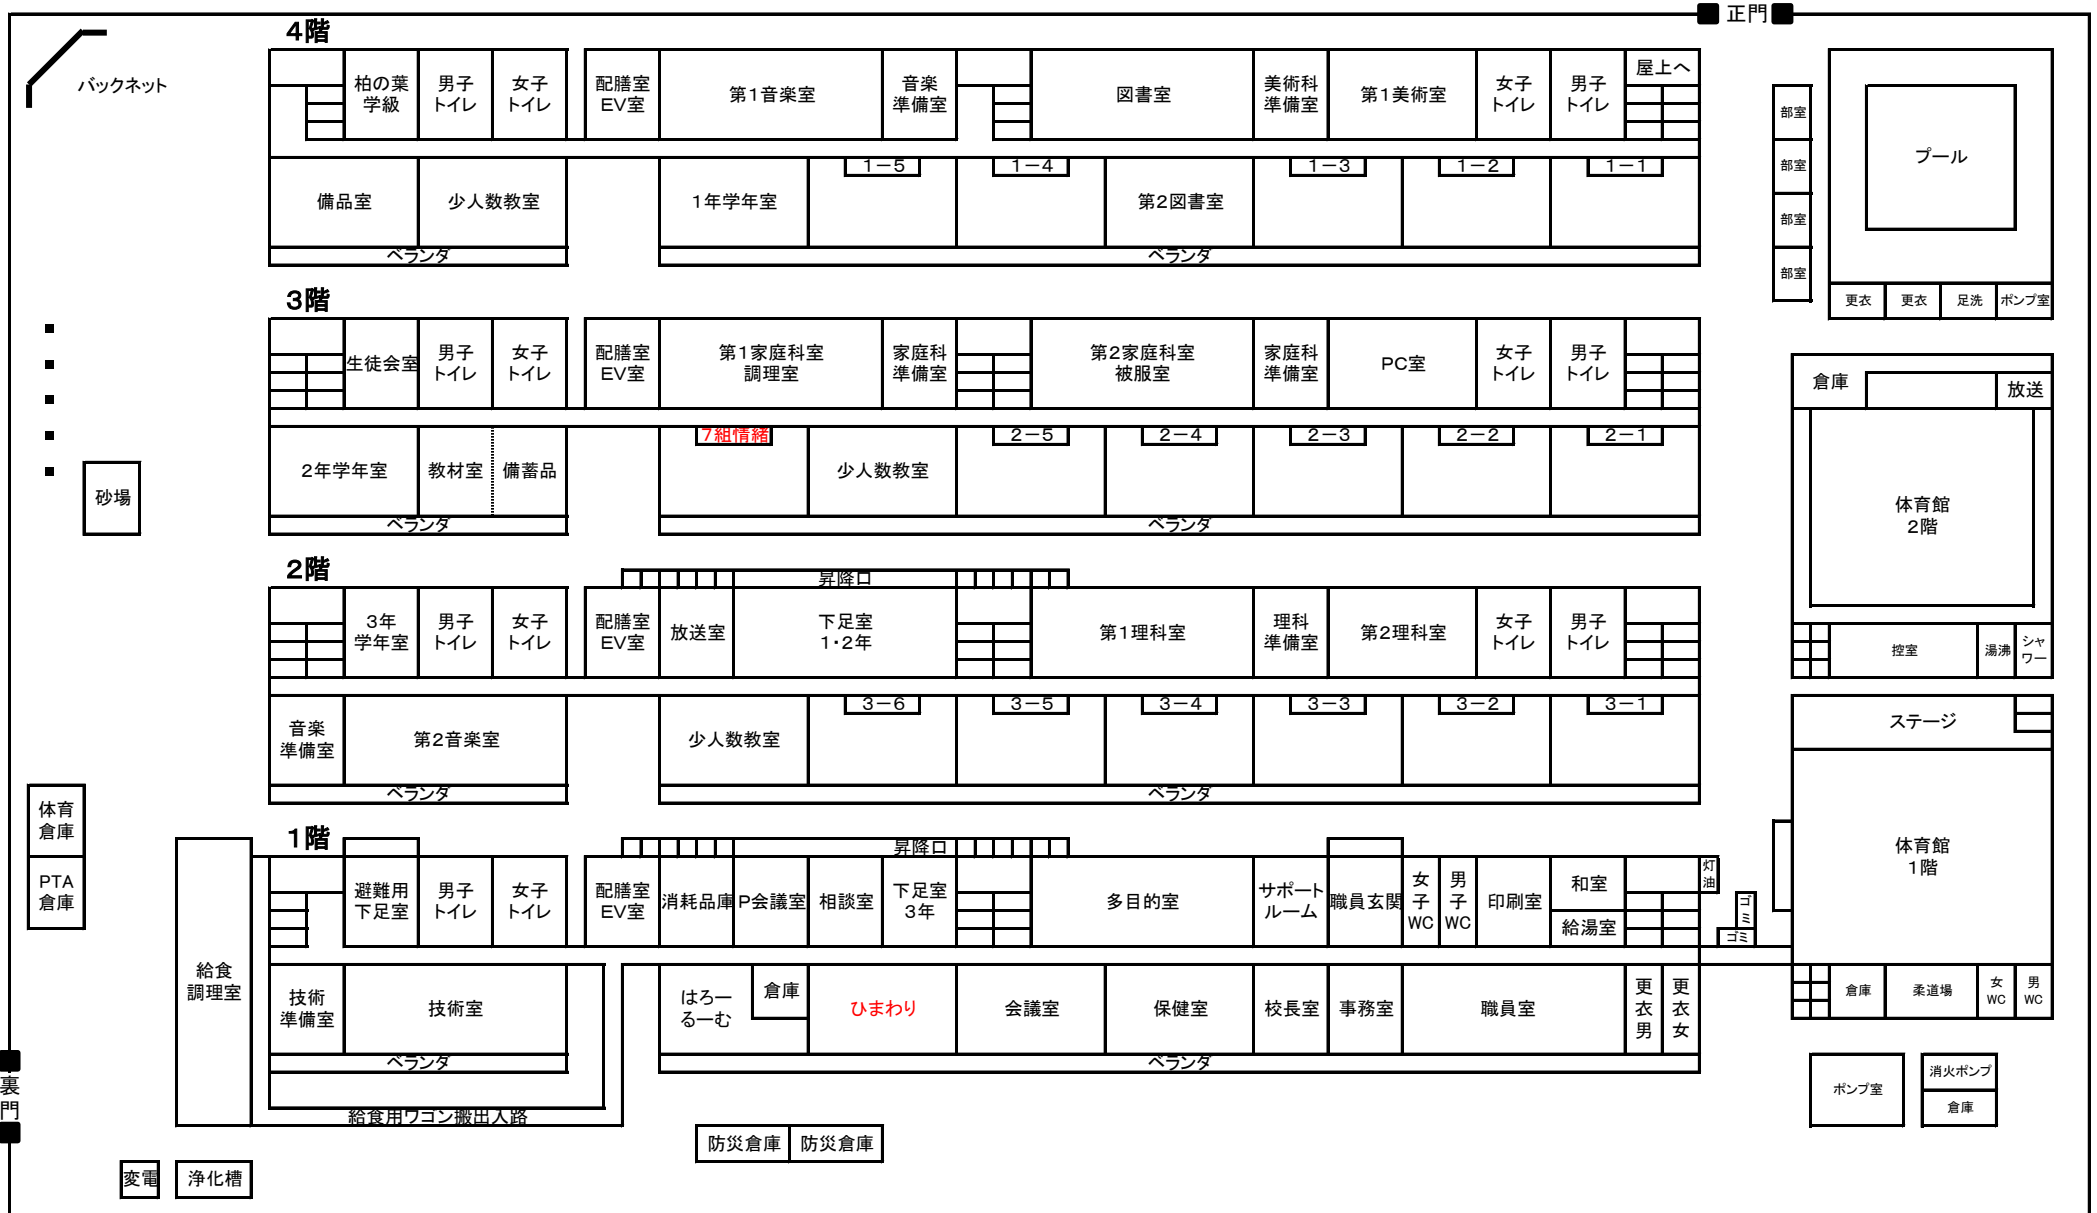 正門
4階
バックネット
柏の葉
学級
男子
トイレ
女子
トイレ
配膳室
EV室
第1音楽室
音楽
準備室
図書室
美術科
準備室
第1美術室
女子
トイレ
男子
トイレ
屋上へ
1－5
1－4
1－3
1－2
1－1
備品室
少人数教室
1年学年室
第2図書室
ベランダ
ベランダ
部室
部室
部室
部室
プール
更衣
更衣
足洗
ポンプ室
3階
生徒会室
男子
トイレ
女子
トイレ
配膳室
EV室
第1家庭科室
調理室
家庭科
準備室
第2家庭科室
被服室
家庭科
準備室
PC室
女子
トイレ
男子
トイレ
7組情緒
2－5
2－4
2－3
2－2
2－1
2年学年室
教材室
備蓄品
少人数教室
ベランダ
ベランダ
砂場
倉庫
放送
体育館
2階
控室
湯沸
シャ
ワー
2階
昇降口
3年
学年室
男子
トイレ
女子
トイレ
配膳室
EV室
放送室
下足室
1・2年
第1理科室
理科
準備室
第2理科室
女子
トイレ
男子
トイレ
3－6
3－5
3－4
3－3
3－2
3－1
音楽
準備室
第2音楽室
少人数教室
ベランダ
ベランダ
ステージ
体育館
1階
倉庫
柔道場
女
WC
男
WC
体育
倉庫
PTA
倉庫
1階
昇降口
避難用
下足室
男子
トイレ
女子
トイレ
配膳室
EV室
消耗品庫
P会議室
相談室
下足室
3年
多目的室
サポート
ルーム
職員玄関
女
子
WC
男
子
WC
印刷室
和室
給湯室
灯
油
ゴ
ミ
ゴミ
給食
調理室
技術
準備室
技術室
はろー
るーむ
倉庫
ひまわり
会議室
保健室
校長室
事務室
職員室
更
衣
男
更
衣
女
ベランダ
ベランダ
給食用ワゴン搬出入路
裏
門
ポンプ室
消火ポンプ
倉庫
防災倉庫
防災倉庫
変電
浄化槽